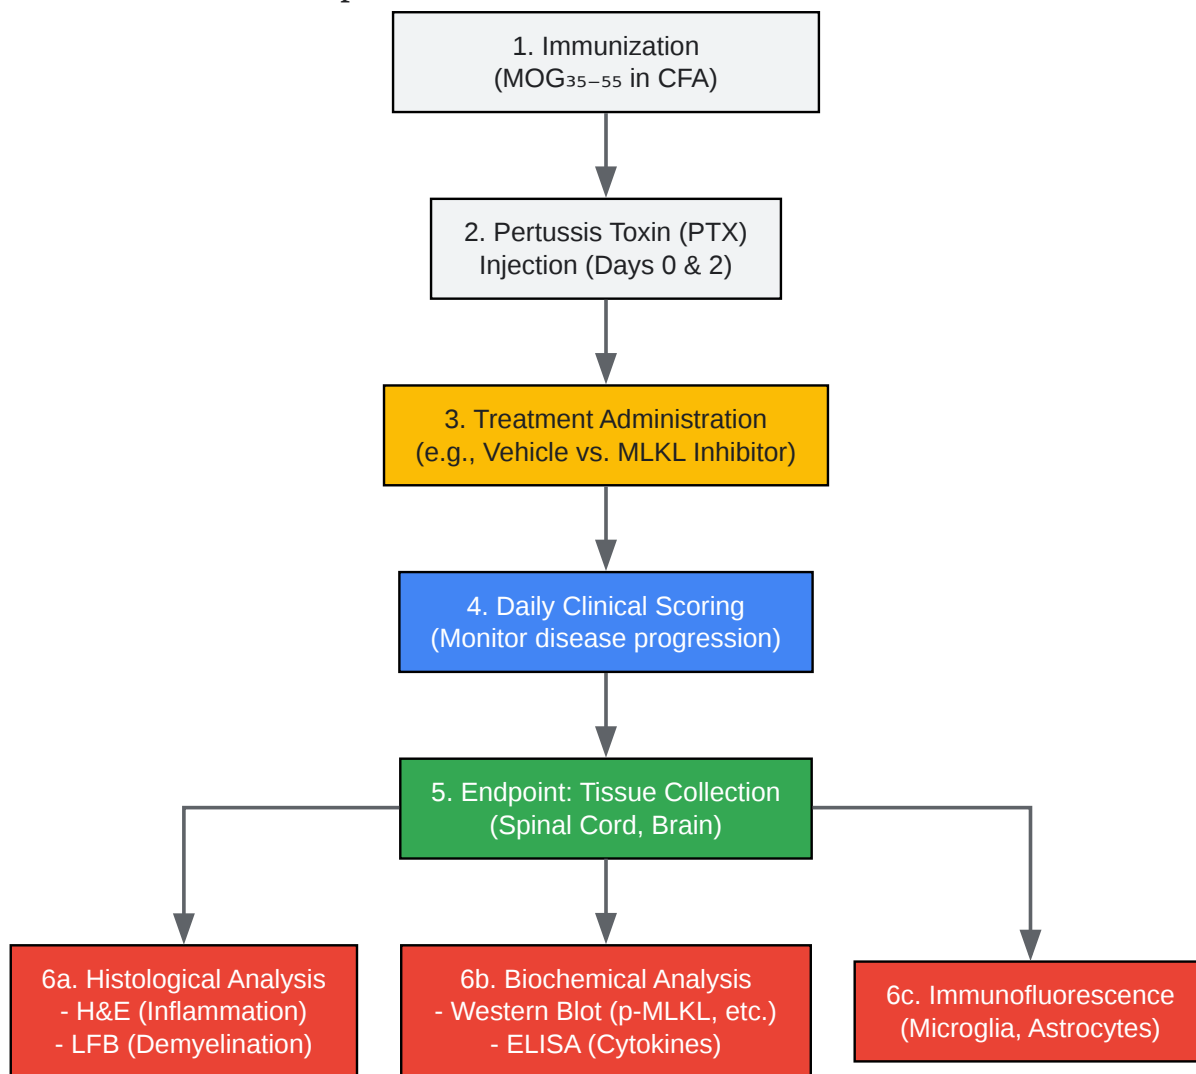 1. Immunization
(MOG₃₅₋₅₅ in CFA)
2. Pertussis Toxin (PTX)
Injection (Days 0 & 2)
3. Treatment Administration
(e.g., Vehicle vs. MLKL Inhibitor)
4. Daily Clinical Scoring
(Monitor disease progression)
5. Endpoint: Tissue Collection
(Spinal Cord, Brain)
6a. Histological Analysis
- H&E (Inflammation)
- LFB (Demyelination)
6b. Biochemical Analysis
- Western Blot (p-MLKL, etc.)
- ELISA (Cytokines)
6c. Immunofluorescence
(Microglia, Astrocytes)